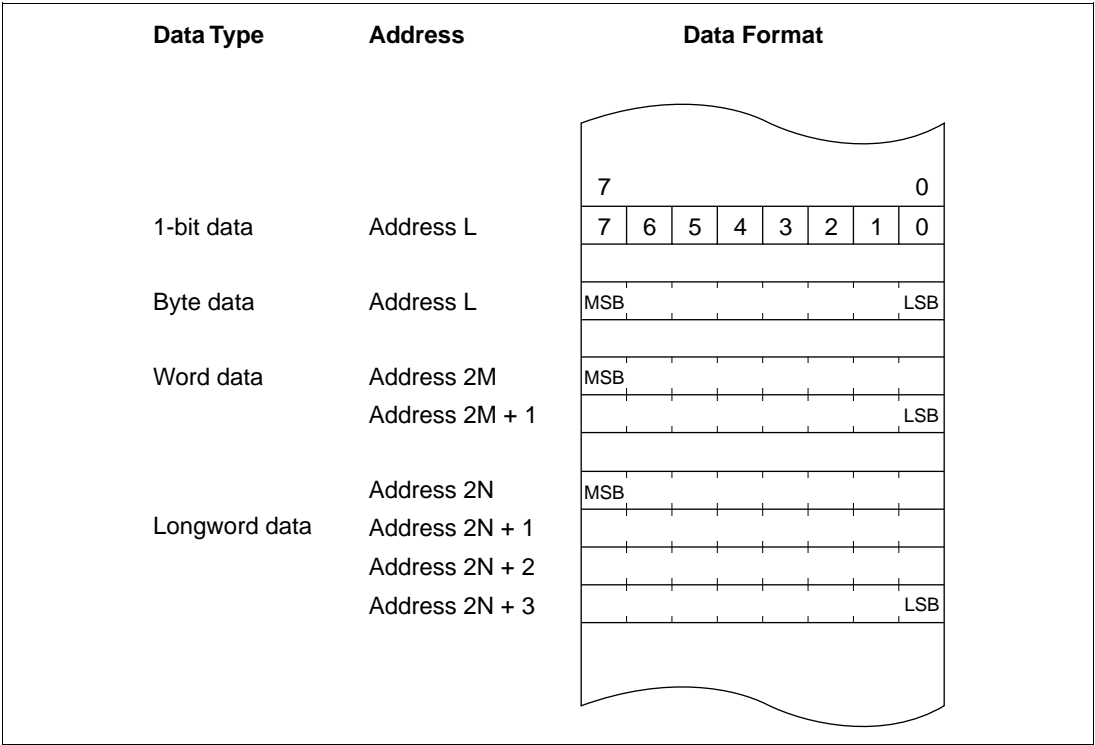 Data Type Address Data Format
7 0
1-bit data Address L 7 6 5 4 3 2 1 0
Byte data Address L MSB LSB
Word data Address 2M MSB
Address 2M + 1 LSB
Address 2N MSB
Longword data Address 2N + 1
Address 2N + 2
Address 2N + 3 LSB